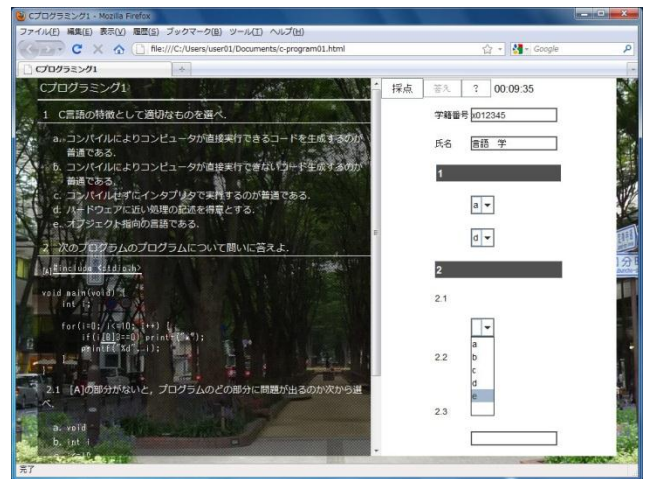 Cプログラミング1 - Mozilla Firefox
ファイル(F) 編集(E) 表示(V) 履歴(S) ブックマーク(B) ツール(T) ヘルプ(H)
file:///C:/Users/user01/Documents/c-program01.html
Google
Cプログラミング1
Cプログラミング1
1 C言語の特徴として適切なものを選べ.
a. コンパイルによりコンピュータが直接実行できるコードを生成するのが
普通である.
b. コンパイルによりコンピュータが直接実行できないコード生成するのが
普通である.
c. コンパイルせずにインタプリタで実行するのが普通である.
d. ハードウェアに近い処理の記述を得意とする.
e. オブジェクト指向の言語である.
2 次のプログラムのプログラムについて問いに答えよ.
[A]#include <stdio.h>
void main(void) {
int i;
for(i=0; i<=10; i++) {
if(i[B]3==0) printf("*");
printf("%d", i);
}
}
2.1 [A]の部分がないと，プログラムのどの部分に問題が出るのか次から選
べ.
a. void
b. int i
採点 答え ? 00:09:35
学籍番号 x012345
氏名 言語 学
1
a
d
2
2.1
a
b
c
d
e
2.2
2.3
完了